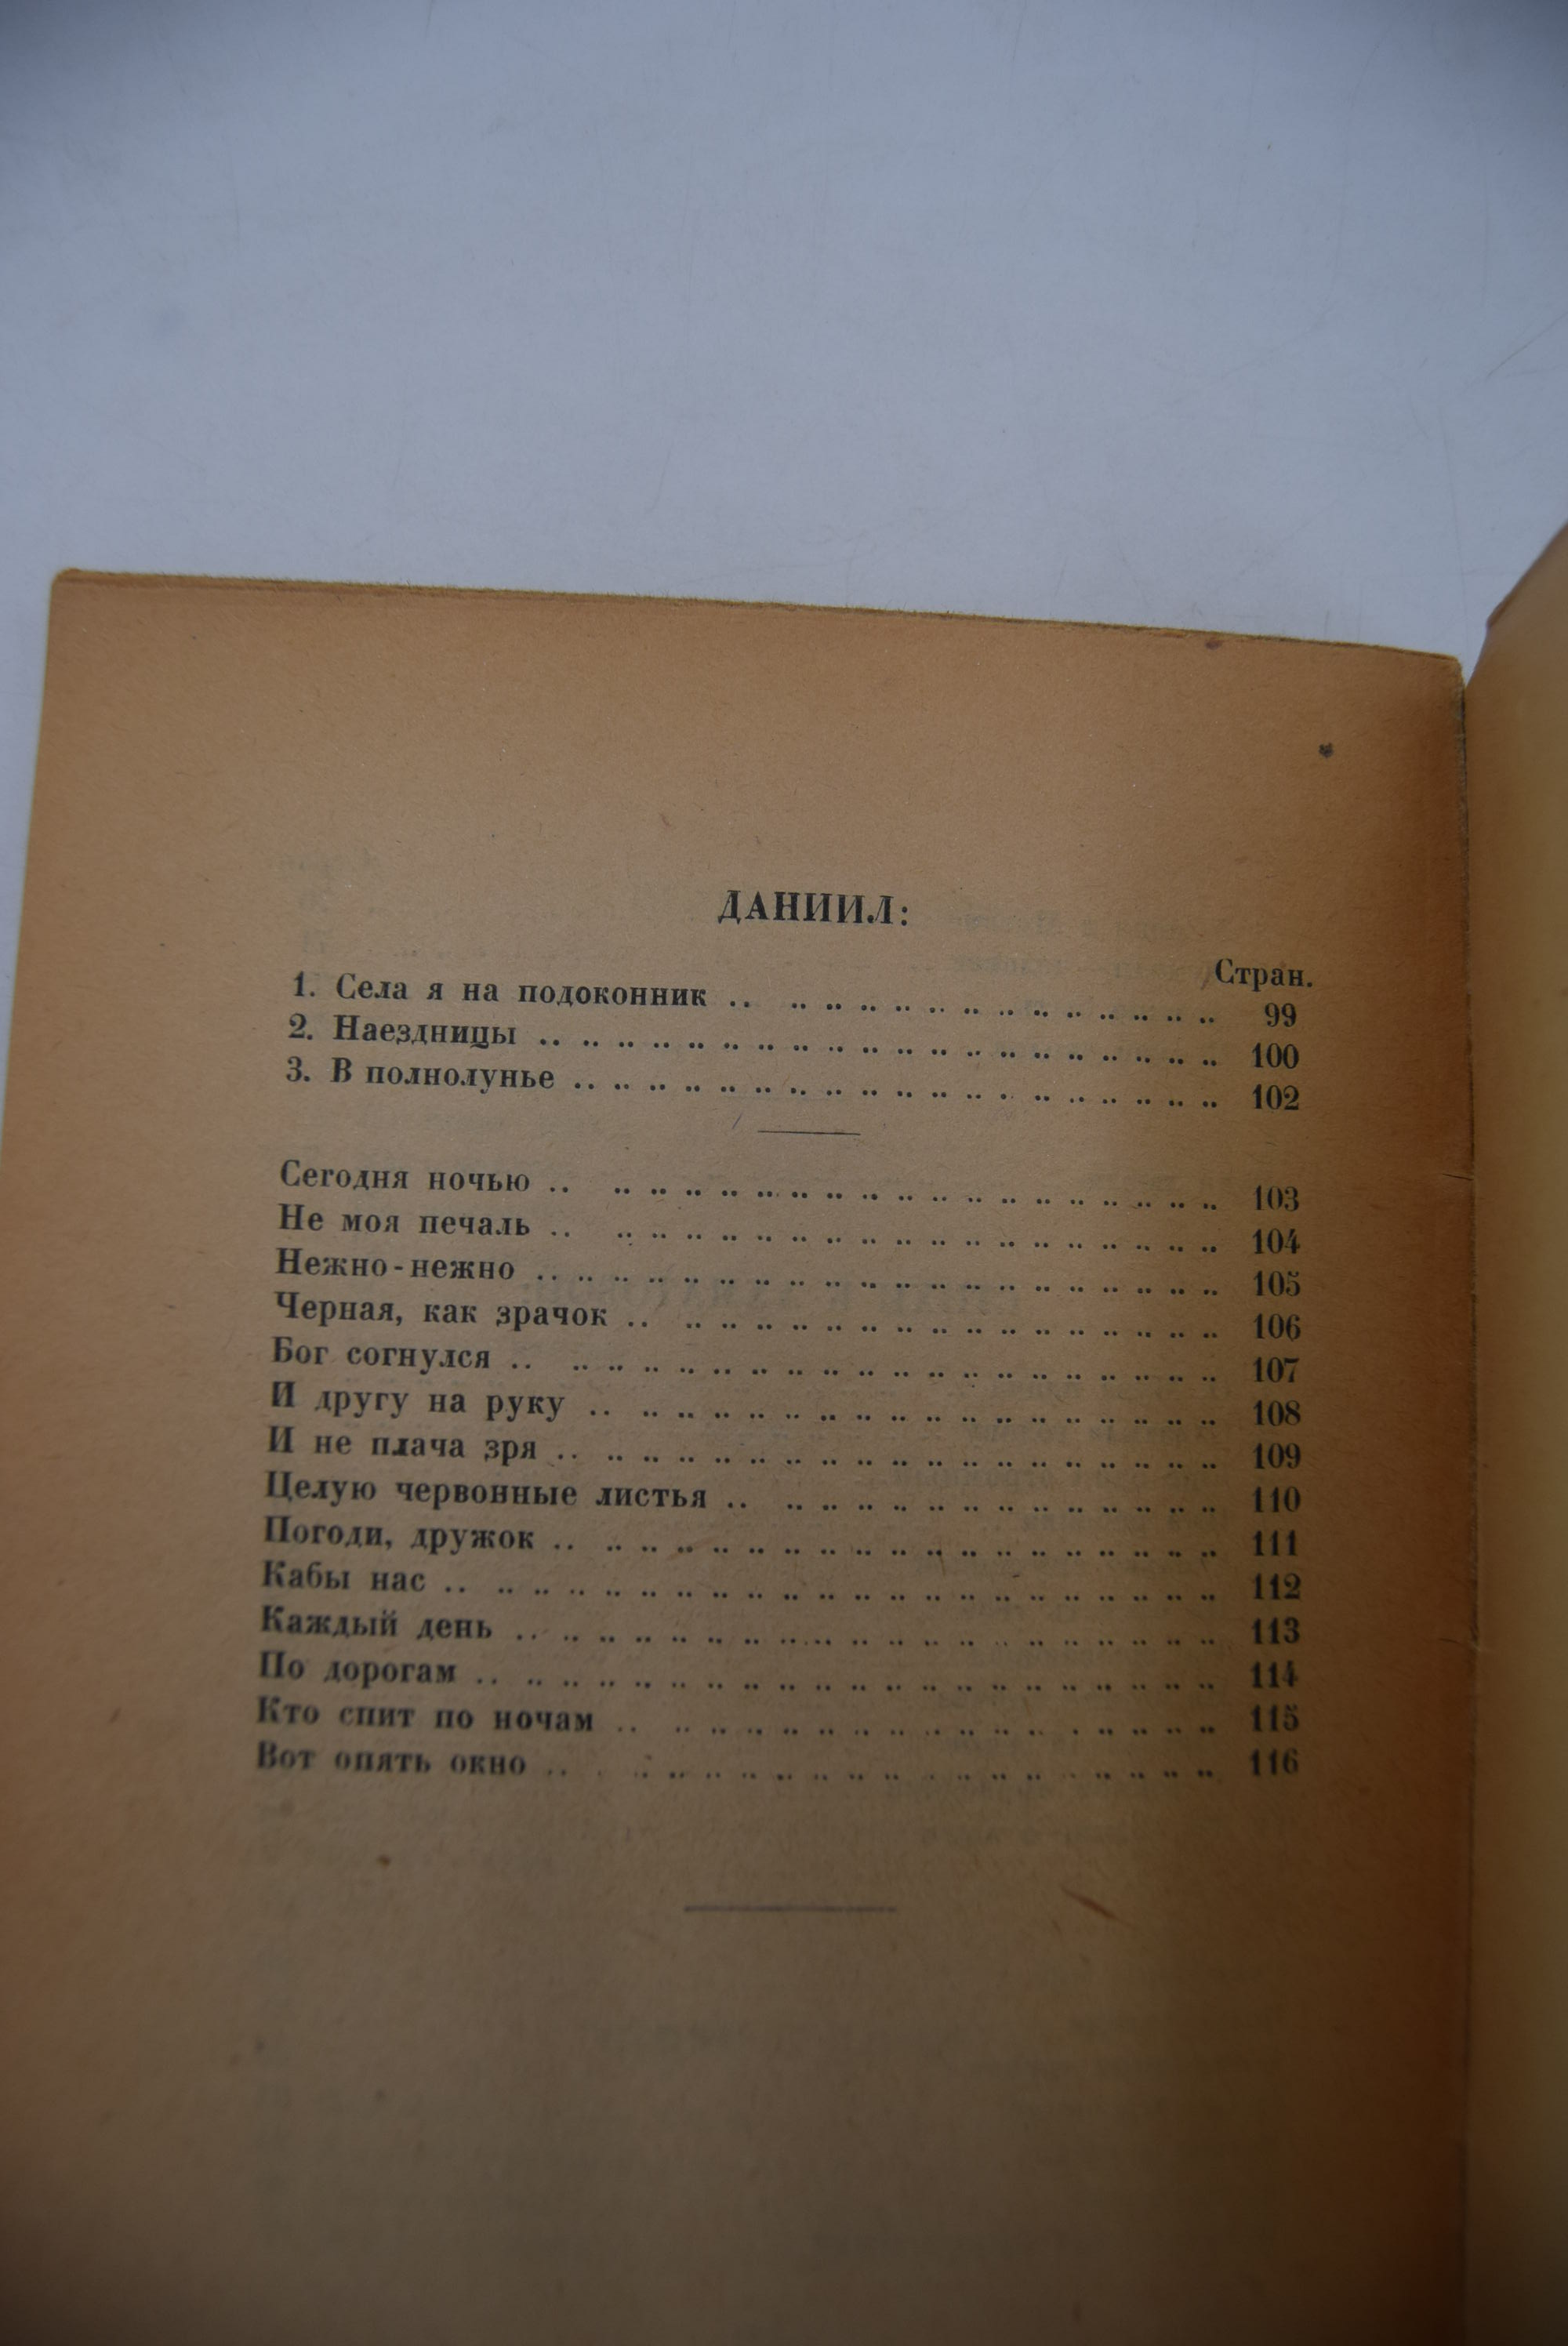 ДАНИИЛ:
Стран.
1. Села я на подоконник .. .. .. .. .. .. .. .. .. .. .. .. .. .. 99
2. Наездницы .. .. .. .. .. .. .. .. .. .. .. .. .. .. .. .. .. .. .. .. 100
3. В полнолунье .. .. .. .. .. .. .. .. .. .. .. .. .. .. .. .. .. .. .. 102
Сегодня ночью .. .. .. .. .. .. .. .. .. .. .. .. .. .. .. .. .. .. .. 103
Не моя печаль .. .. .. .. .. .. .. .. .. .. .. .. .. .. .. .. .. .. .. 104
Нежно-нежно .. .. .. .. .. .. .. .. .. .. .. .. .. .. .. .. .. .. .. .. 105
Черная, как зрачок .. .. .. .. .. .. .. .. .. .. .. .. .. .. .. .. .. 106
Бог согнулся .. .. .. .. .. .. .. .. .. .. .. .. .. .. .. .. .. .. .. .. 107
И другу на руку .. .. .. .. .. .. .. .. .. .. .. .. .. .. .. .. .. .. 108
И не плача зря .. .. .. .. .. .. .. .. .. .. .. .. .. .. .. .. .. .. .. 109
Целую червонные листья .. .. .. .. .. .. .. .. .. .. .. .. .. .. 110
Погоди, дружок .. .. .. .. .. .. .. .. .. .. .. .. .. .. .. .. .. .. .. 111
Кабы нас .. .. .. .. .. .. .. .. .. .. .. .. .. .. .. .. .. .. .. .. .. .. 112
Каждый день .. .. .. .. .. .. .. .. .. .. .. .. .. .. .. .. .. .. .. .. 113
По дорогам .. .. .. .. .. .. .. .. .. .. .. .. .. .. .. .. .. .. .. .. .. 114
Кто спит по ночам .. .. .. .. .. .. .. .. .. .. .. .. .. .. .. .. .. 115
Вот опять окно .. .. .. .. .. .. .. .. .. .. .. .. .. .. .. .. .. .. .. 116